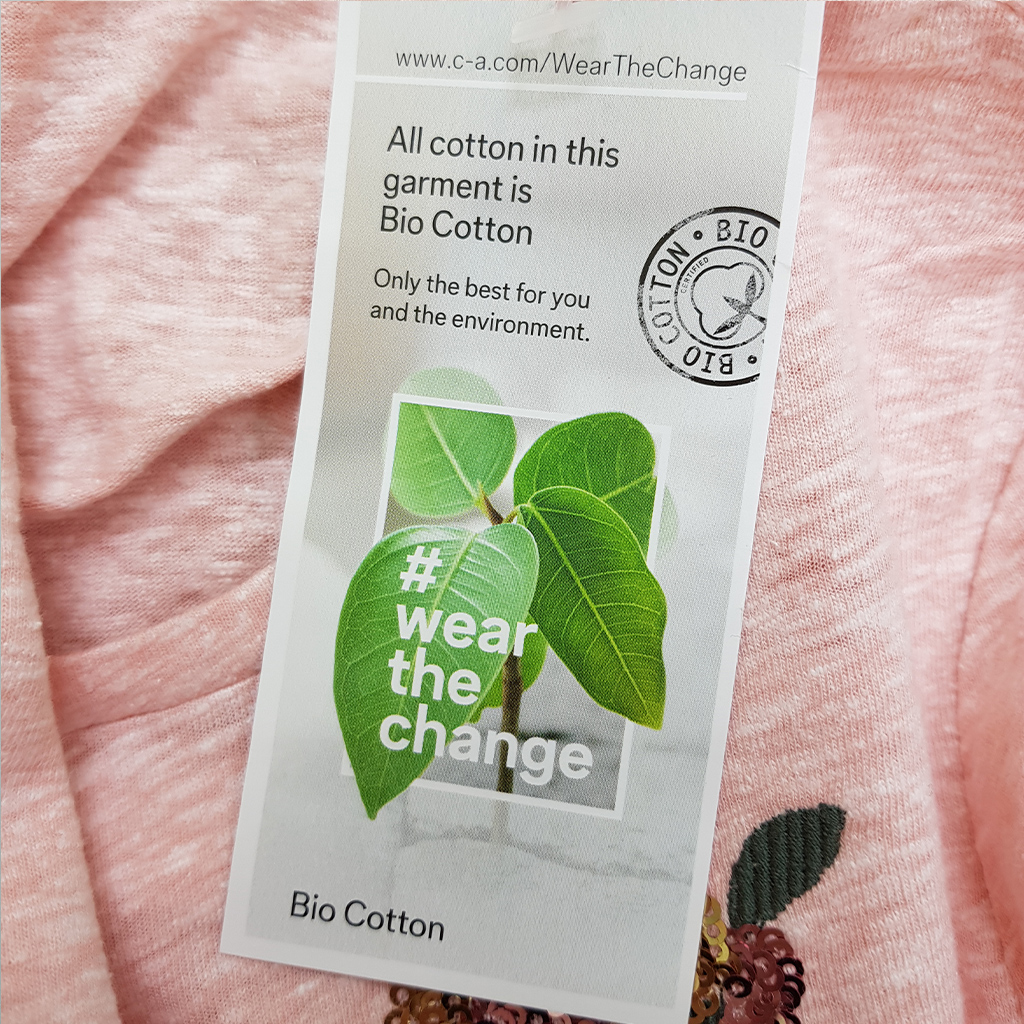 www.c-a.com/WearTheChange
All cotton in this
garment is
Bio Cotton
Only the best for you
and the environment.
BIO COTTON • BIO •
CERTIFIED
#
wear
the
change
Bio Cotton